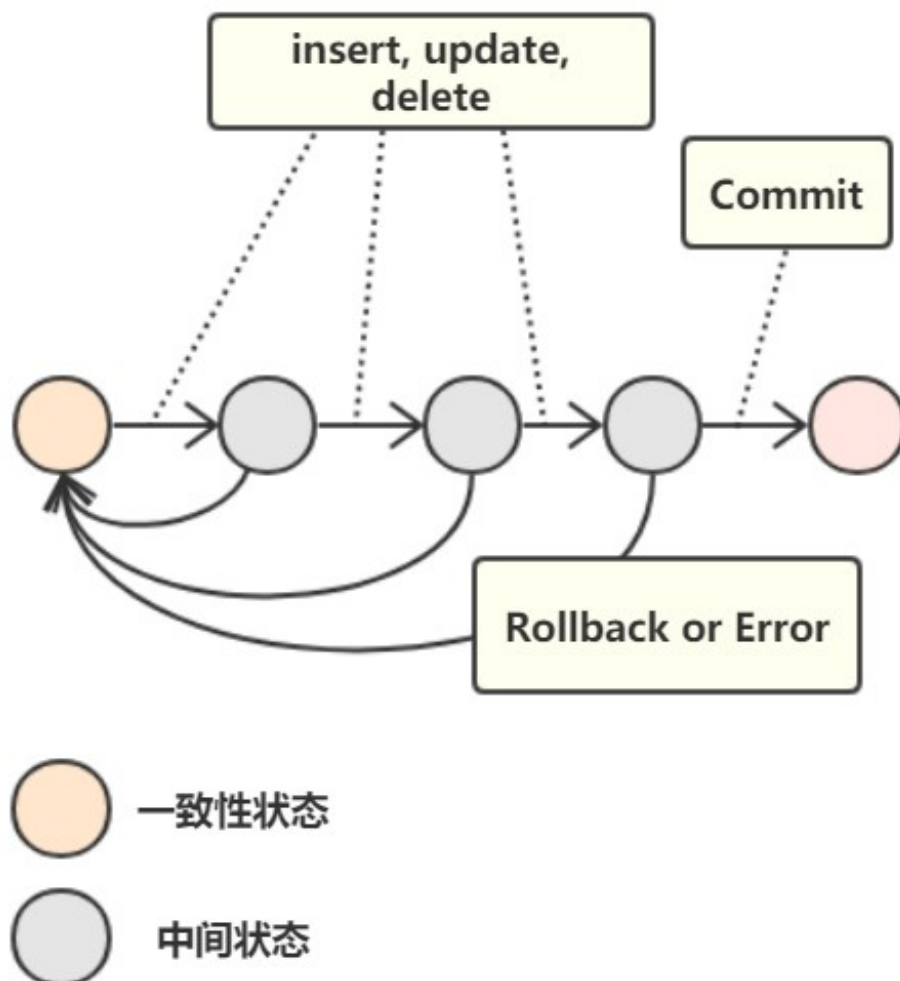 insert, update,
delete
Commit
Rollback or Error
一致性状态
中间状态